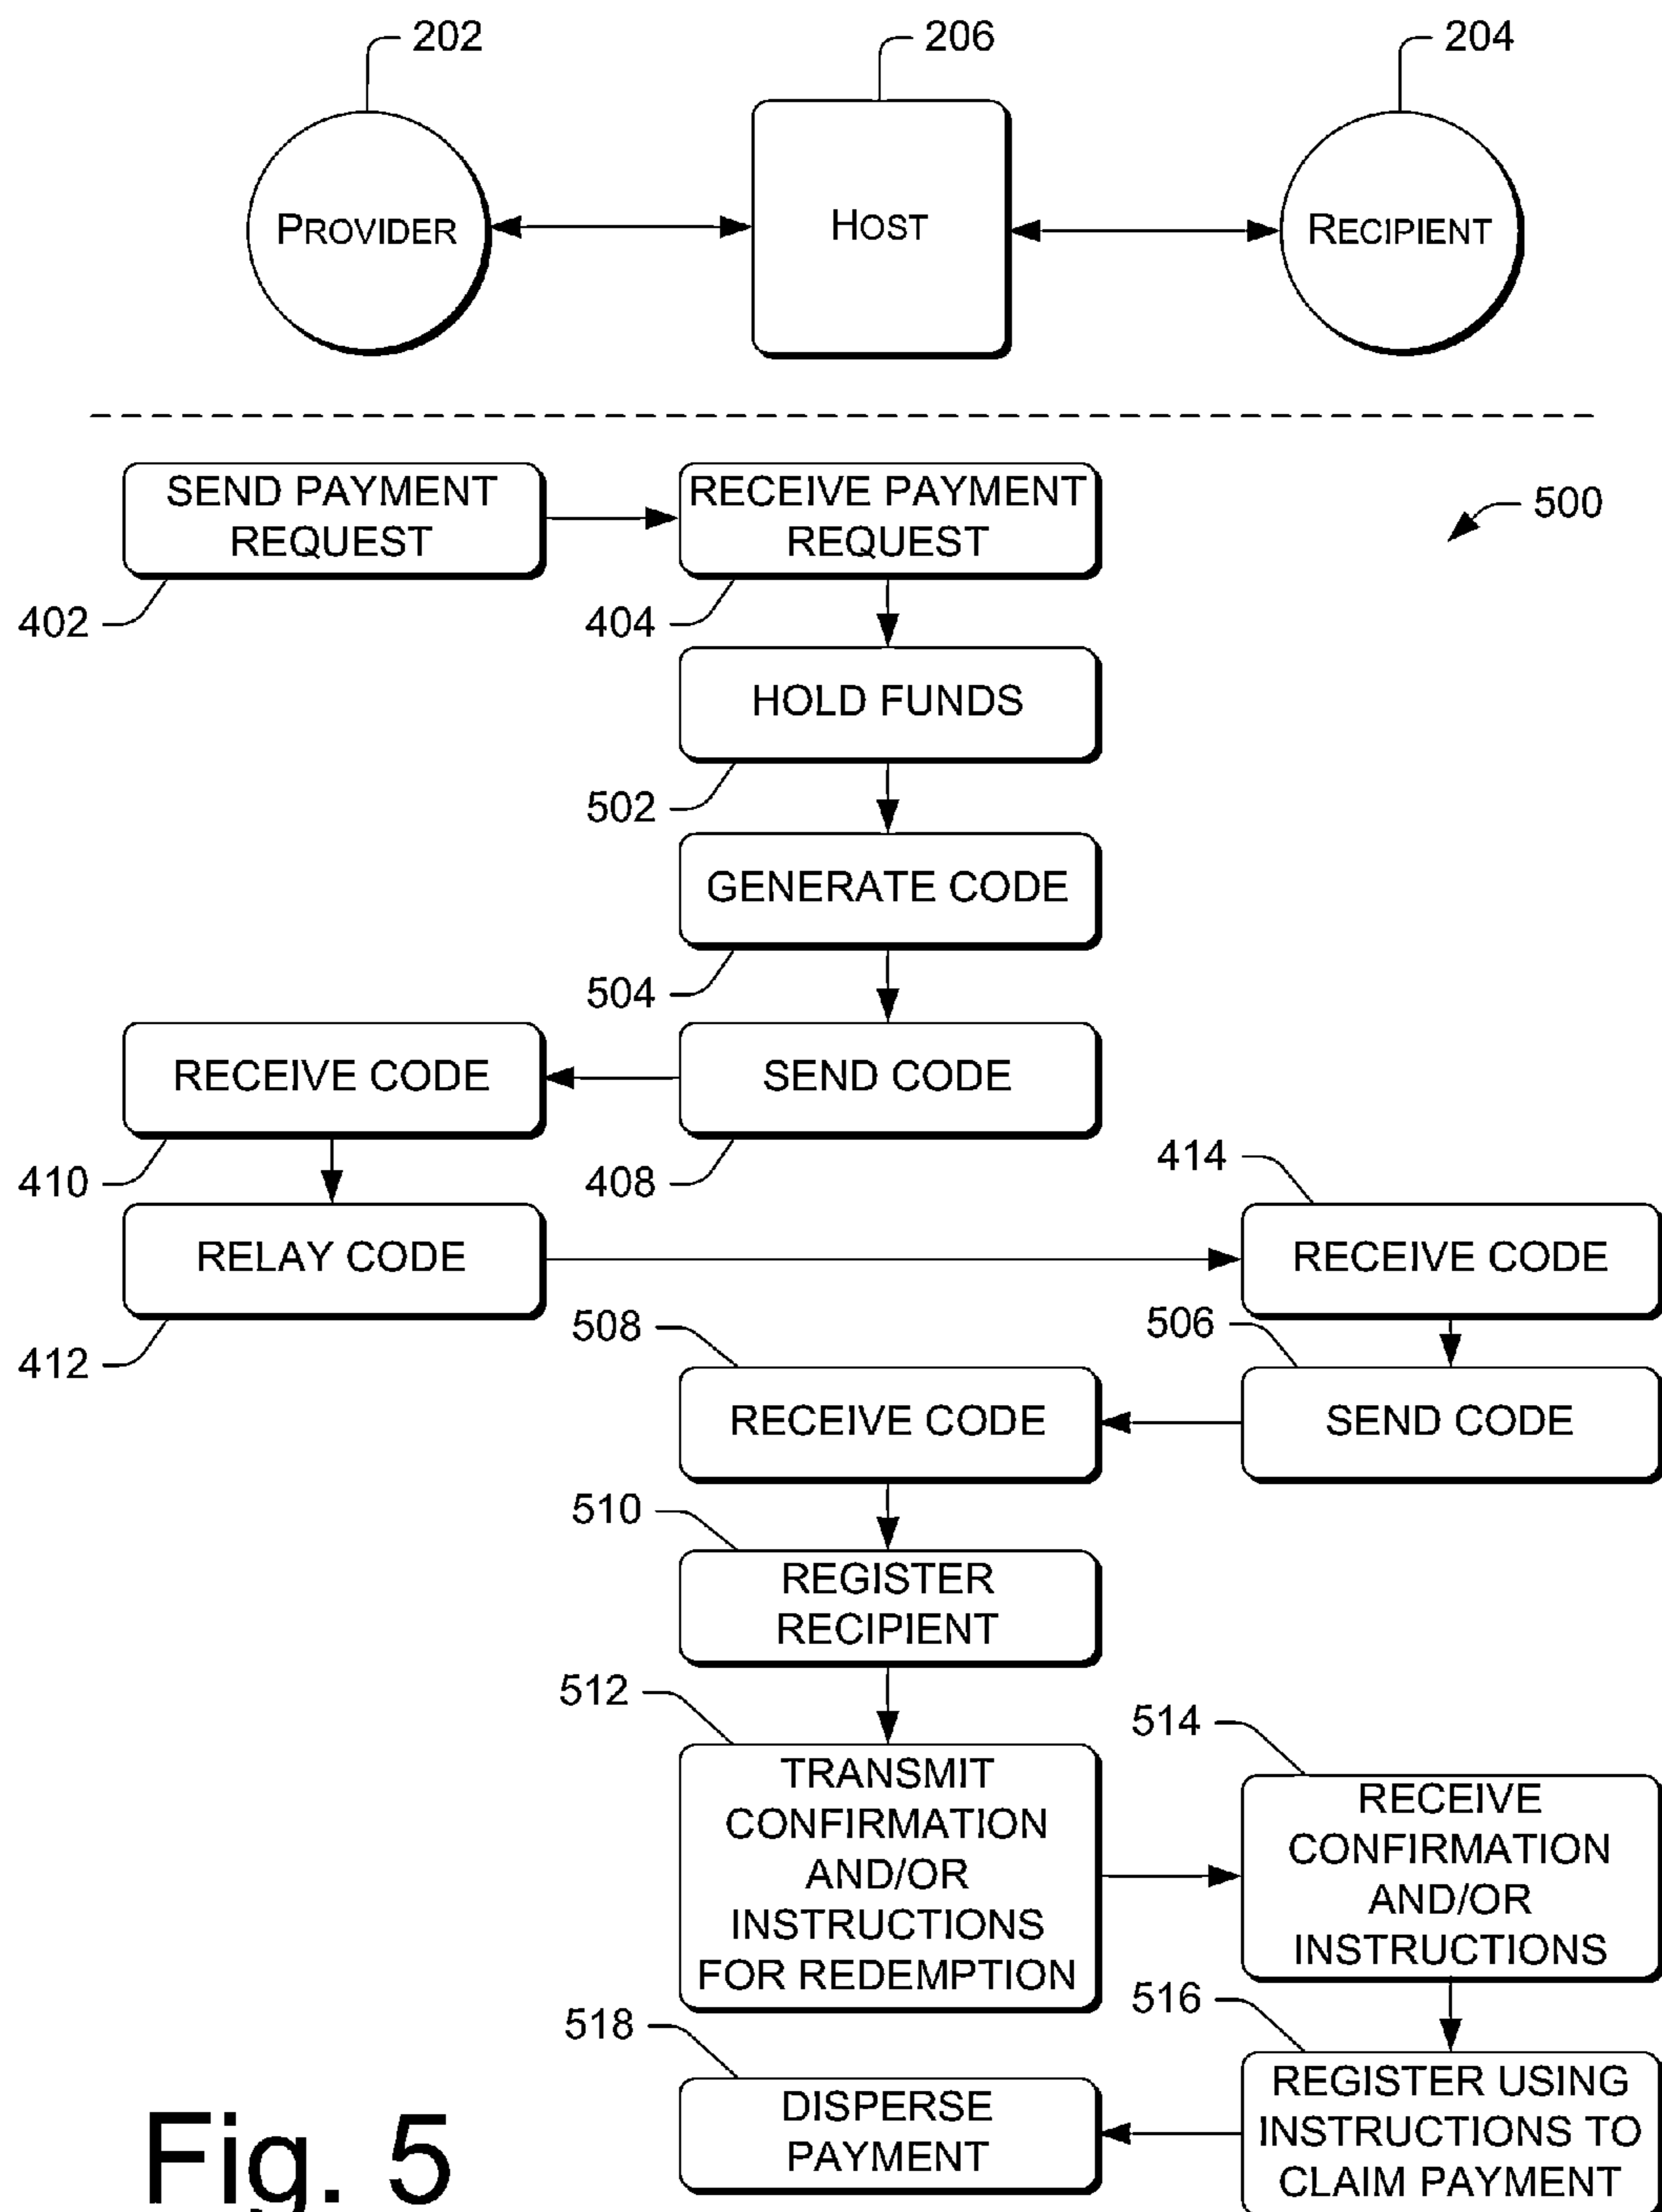 202
206
204
PROVIDER
HOST
RECIPIENT
SEND PAYMENT
REQUEST
402
RECEIVE PAYMENT
REQUEST
404
500
HOLD FUNDS
502
GENERATE CODE
504
SEND CODE
408
RECEIVE CODE
410
RELAY CODE
412
414
RECEIVE CODE
506
SEND CODE
508
RECEIVE CODE
510
REGISTER
RECIPIENT
512
TRANSMIT
CONFIRMATION
AND/OR
INSTRUCTIONS
FOR REDEMPTION
514
RECEIVE
CONFIRMATION
AND/OR
INSTRUCTIONS
516
REGISTER USING
INSTRUCTIONS TO
CLAIM PAYMENT
518
DISPERSE
PAYMENT
Fig. 5